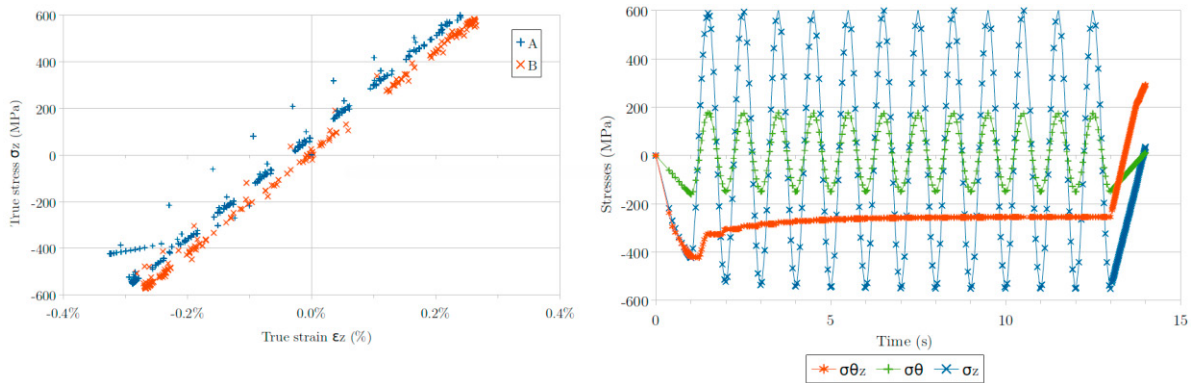 600
400
200
0
-200
-400
-600
True stress σz (MPa)
-0.4%
-0.2%
0.0%
0.2%
0.4%
True strain εz (%)
A
B
600
400
200
0
-200
-400
-600
Stresses (MPa)
0
5
10
15
Time (s)
σθz
σθ
σz